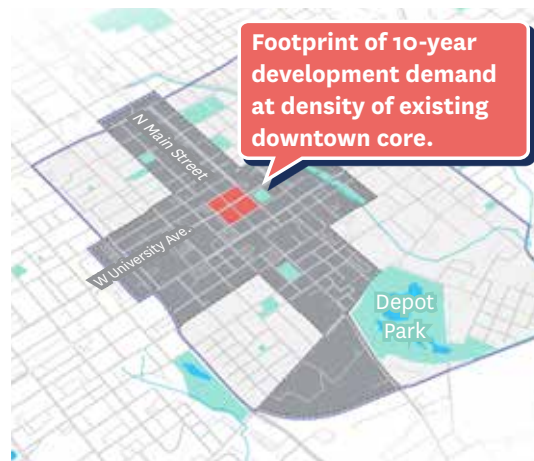 Footprint of 10-year
development demand
at density of existing
downtown core.
N Main Street
W University Ave.
Depot
Park